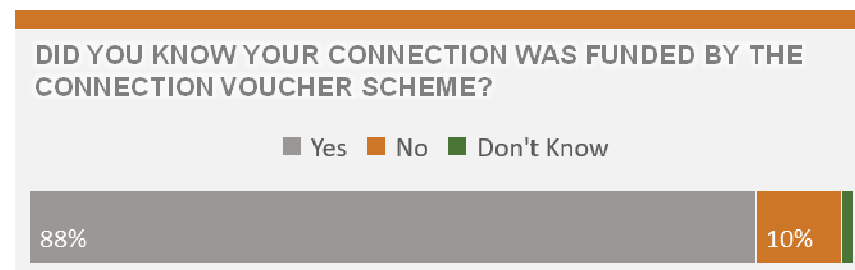 DID YOU KNOW YOUR CONNECTION WAS FUNDED BY THE
CONNECTION VOUCHER SCHEME?
Yes No Don't Know
88% 10%